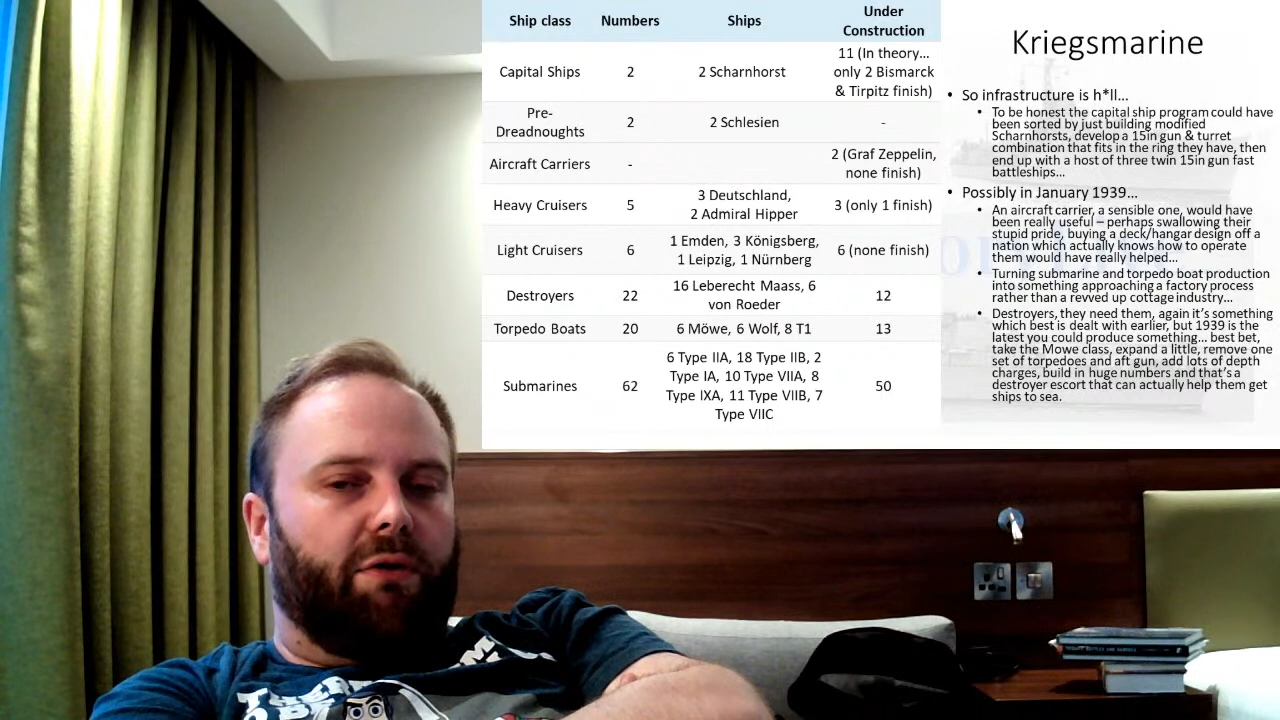 Ship class Numbers Ships Under
Construction
Capital Ships 2 2 Scharnhorst 11 (In theory…
only 2 Bismarck
& Tirpitz finish)
Pre-
Dreadnoughts 2 2 Schlesien -
Aircraft Carriers - 2 (Graf Zeppelin,
none finish)
Heavy Cruisers 5 3 Deutschland,
2 Admiral Hipper 3 (only 1 finish)
Light Cruisers 6 1 Emden, 3 Königsberg,
1 Leipzig, 1 Nürnberg 6 (none finish)
Destroyers 22 16 Leberecht Maass, 6
von Roeder 12
Torpedo Boats 20 6 Möwe, 6 Wolf, 8 T1 13
Submarines 62 6 Type IIA, 18 Type IIB, 2
Type IA, 10 Type VIIA, 8
Type IXA, 11 Type VIIB, 7
Type VIIC 50
Kriegsmarine
• So infrastructure is h*ll…
• To be honest the capital ship program could have
been sorted by just building modified
Scharnhorsts, develop a 15in gun & turret
combination that fits in the ring they have, then
end up with a host of three twin 15in gun fast
battleships…
• Possibly in January 1939…
• An aircraft carrier, a sensible one, would have
been really useful – perhaps swallowing their
stupid pride, buying a deck/hangar design off a
nation which actually knows how to operate
them would have really helped…
• Turning submarine and torpedo boat production
into something approaching a factory process
rather than a revved up cottage industry…
• Destroyers, they need them, again it's something
which best is dealt with earlier, but 1939 is the
latest you could produce something… best bet,
take the Mowe class, expand a little, remove one
set of torpedoes and aft gun, add lots of depth
charges, build in huge numbers and that's a
destroyer escort that can actually help them get
ships to sea.